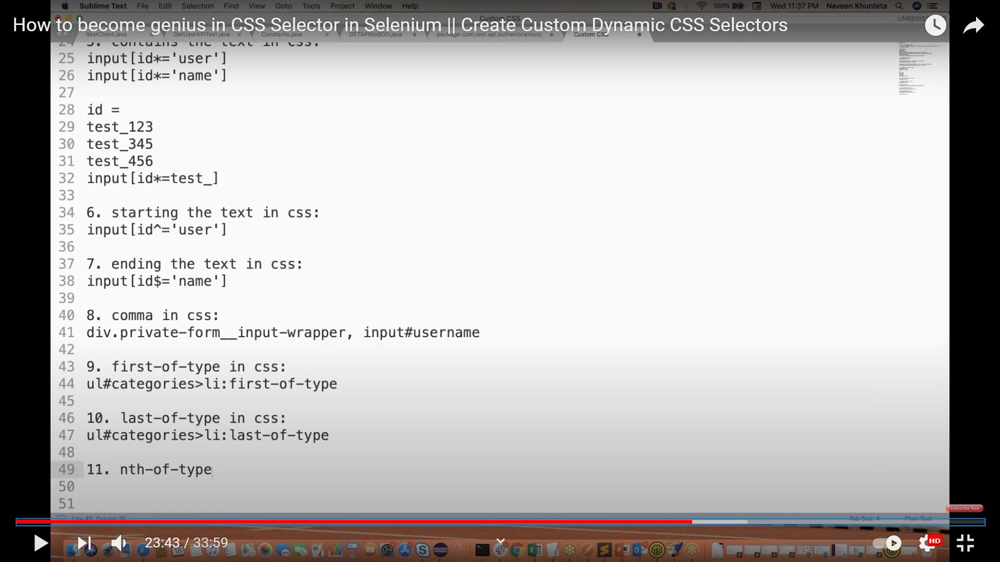 Sublime Text File Edit Selection Find View Goto Tools Project Window Help 100% Wed 11:37 PM Naveen Khunteta
Custom CSS
How to become genius in CSS Selector in Selenium || Create Custom Dynamic CSS Selectors
RestClient.java GetUserAPITest.java Constants.java GETAPINoBDD.java package com.rest.api.authentications; Custom CSS
24 5. contains the text in css:
25 input[id*='user']
26 input[id*='name']
27
28 id =
29 test_123
30 test_345
31 test_456
32 input[id*=test_]
33
34 6. starting the text in css:
35 input[id^='user']
36
37 7. ending the text in css:
38 input[id$='name']
39
40 8. comma in css:
41 div.private-form__input-wrapper, input#username
42
43 9. first-of-type in css:
44 ul#categories>li:first-of-type
45
46 10. last-of-type in css:
47 ul#categories>li:last-of-type
48
49 11. nth-of-type
50
51
Subscribe Now
Line 49, Column 16 Tab Size: 4 Plain Text
23:43 / 33:59
HD